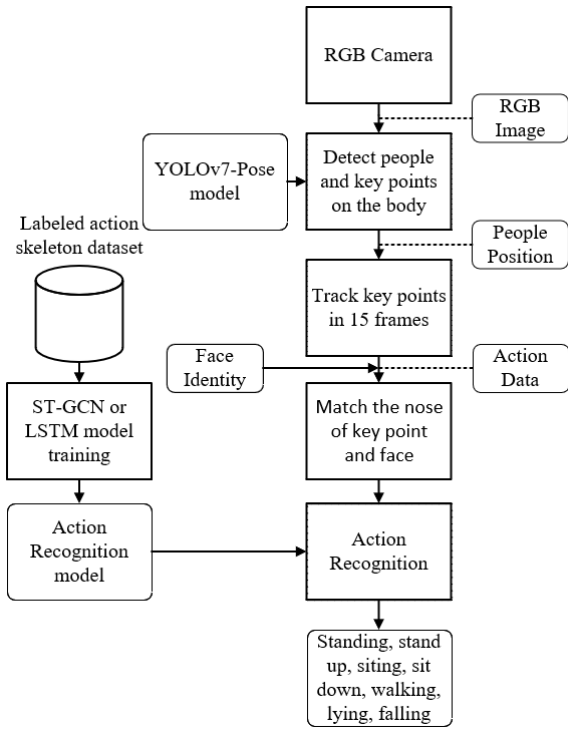 RGB Camera
RGB
Image
YOLOv7-Pose
model
Detect people
and key points
on the body
Labeled action
skeleton dataset
People
Position
Track key points
in 15 frames
Face
Identity
Action
Data
ST-GCN or
LSTM model
training
Match the nose
of key point
and face
Action
Recognition
model
Action
Recognition
Standing, stand
up, siting, sit
down, walking,
lying, falling